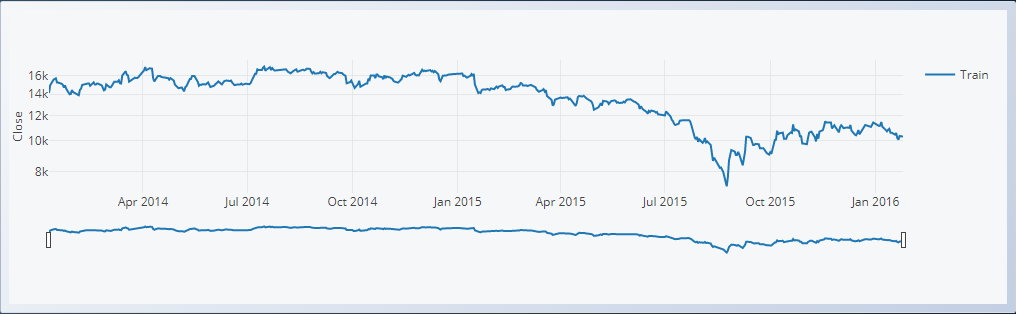 Train
16k
14k
12k
10k
8k
Close
Apr 2014
Jul 2014
Oct 2014
Jan 2015
Apr 2015
Jul 2015
Oct 2015
Jan 2016